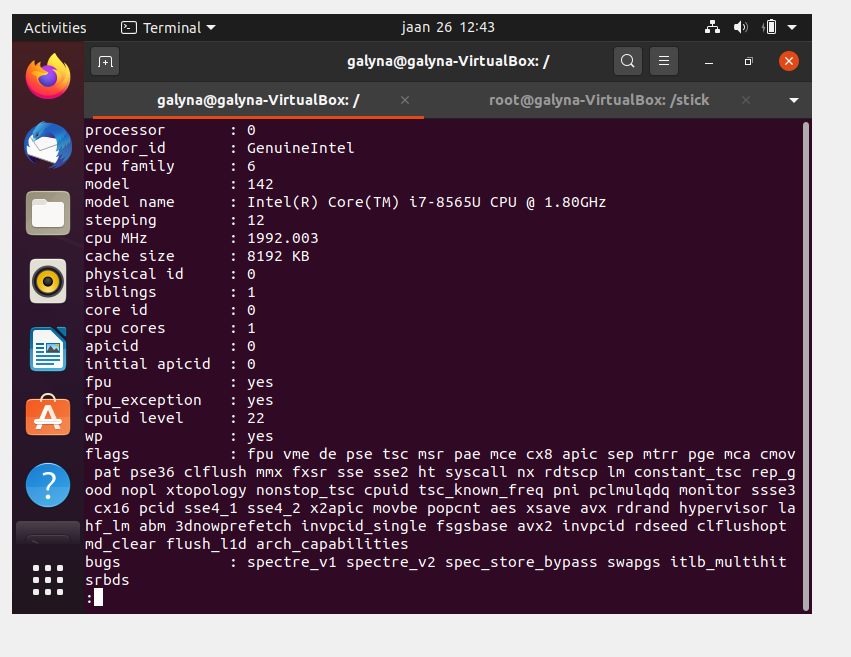 Activities Terminal jaan 26 12:43
galyna@galyna-VirtualBox: /
galyna@galyna-VirtualBox: / root@galyna-VirtualBox: /stick
processor : 0
vendor_id : GenuineIntel
cpu family : 6
model : 142
model name : Intel(R) Core(TM) i7-8565U CPU @ 1.80GHz
stepping : 12
cpu MHz : 1992.003
cache size : 8192 KB
physical id : 0
siblings : 1
core id : 0
cpu cores : 1
apicid : 0
initial apicid : 0
fpu : yes
fpu_exception : yes
cpuid level : 22
wp : yes
flags : fpu vme de pse tsc msr pae mce cx8 apic sep mtrr pge mca cmov
pat pse36 clflush mmx fxsr sse sse2 ht syscall nx rdtscp lm constant_tsc rep_g
ood nopl xtopology nonstop_tsc cpuid tsc_known_freq pni pclmulqdq monitor ssse3
cx16 pcid sse4_1 sse4_2 x2apic movbe popcnt aes xsave avx rdrand hypervisor la
hf_lm abm 3dnowprefetch invpcid_single fsgsbase avx2 invpcid rdseed clflushopt
md_clear flush_l1d arch_capabilities
bugs : spectre_v1 spectre_v2 spec_store_bypass swapgs itlb_multihit
srbds
: